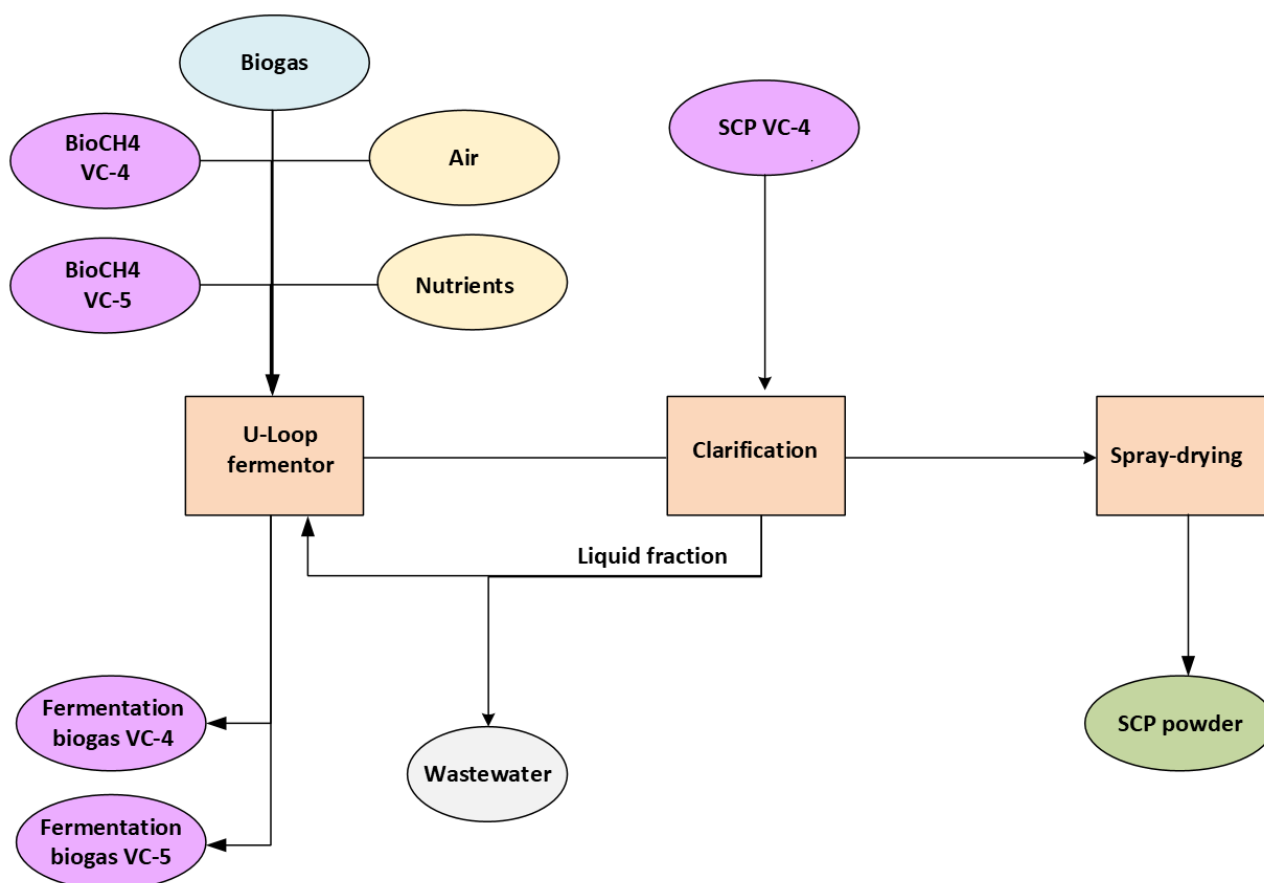 Biogas
BioCH4
VC-4
Air
SCP VC-4
BioCH4
VC-5
Nutrients
U-Loop
fermentor
Clarification
Spray-drying
Liquid fraction
Fermentation
biogas VC-4
Wastewater
SCP powder
Fermentation
biogas VC-5